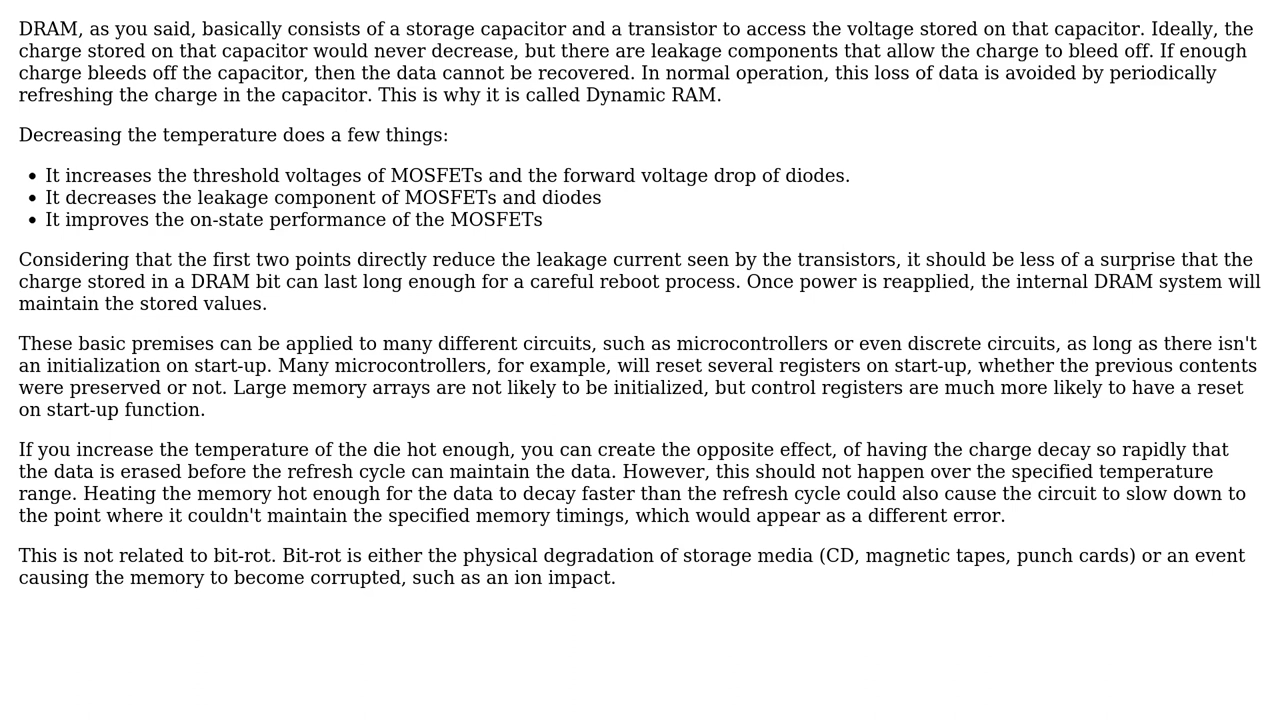 DRAM, as you said, basically consists of a storage capacitor and a transistor to access the voltage stored on that capacitor. Ideally, the
charge stored on that capacitor would never decrease, but there are leakage components that allow the charge to bleed off. If enough
charge bleeds off the capacitor, then the data cannot be recovered. In normal operation, this loss of data is avoided by periodically
refreshing the charge in the capacitor. This is why it is called Dynamic RAM.
Decreasing the temperature does a few things:
• It increases the threshold voltages of MOSFETs and the forward voltage drop of diodes.
• It decreases the leakage component of MOSFETs and diodes
• It improves the on-state performance of the MOSFETs
Considering that the first two points directly reduce the leakage current seen by the transistors, it should be less of a surprise that the
charge stored in a DRAM bit can last long enough for a careful reboot process. Once power is reapplied, the internal DRAM system will
maintain the stored values.
These basic premises can be applied to many different circuits, such as microcontrollers or even discrete circuits, as long as there isn't
an initialization on start-up. Many microcontrollers, for example, will reset several registers on start-up, whether the previous contents
were preserved or not. Large memory arrays are not likely to be initialized, but control registers are much more likely to have a reset
on start-up function.
If you increase the temperature of the die hot enough, you can create the opposite effect, of having the charge decay so rapidly that
the data is erased before the refresh cycle can maintain the data. However, this should not happen over the specified temperature
range. Heating the memory hot enough for the data to decay faster than the refresh cycle could also cause the circuit to slow down to
the point where it couldn't maintain the specified memory timings, which would appear as a different error.
This is not related to bit-rot. Bit-rot is either the physical degradation of storage media (CD, magnetic tapes, punch cards) or an event
causing the memory to become corrupted, such as an ion impact.